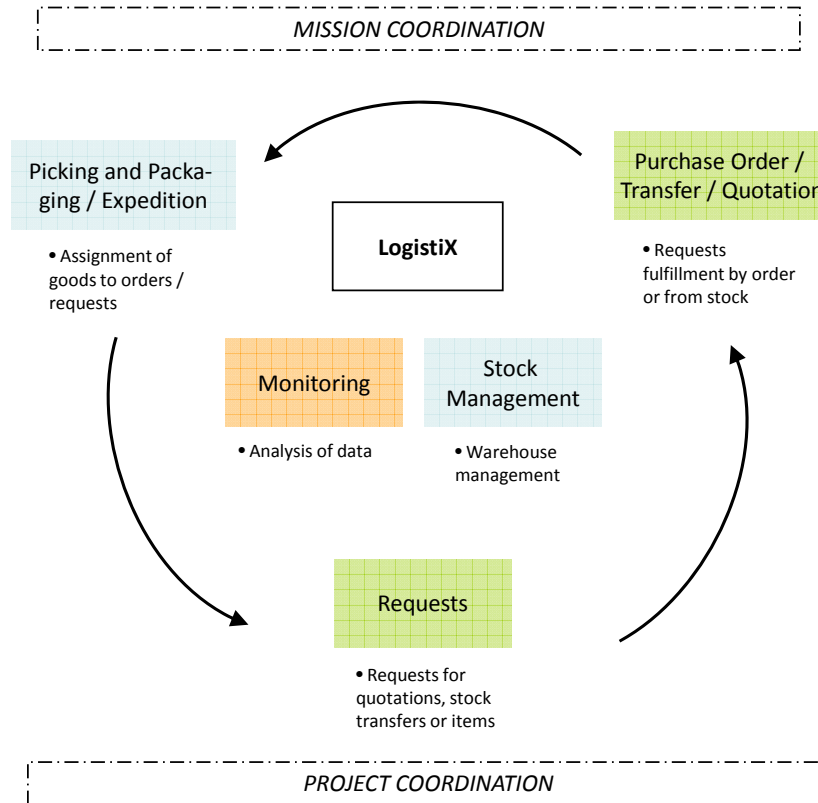 MISSION COORDINATION
Picking and Packa-
ging / Expedition
• Assignment of
goods to orders /
requests
Purchase Order /
Transfer / Quotation
• Requests
fulfillment by order
or from stock
LogistiX
Monitoring
• Analysis of data
Stock
Management
• Warehouse
management
Requests
• Requests for
quotations, stock
transfers or items
PROJECT COORDINATION